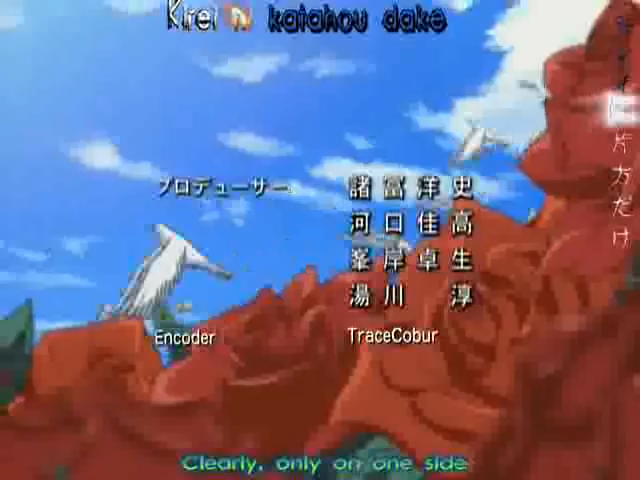 Kirei ni katahou dake
プロデューサー
諸富洋史
河口佳高
峯岸卓生
湯川 淳
Encoder
TraceCobur
片方だけ
Clearly, only on one side